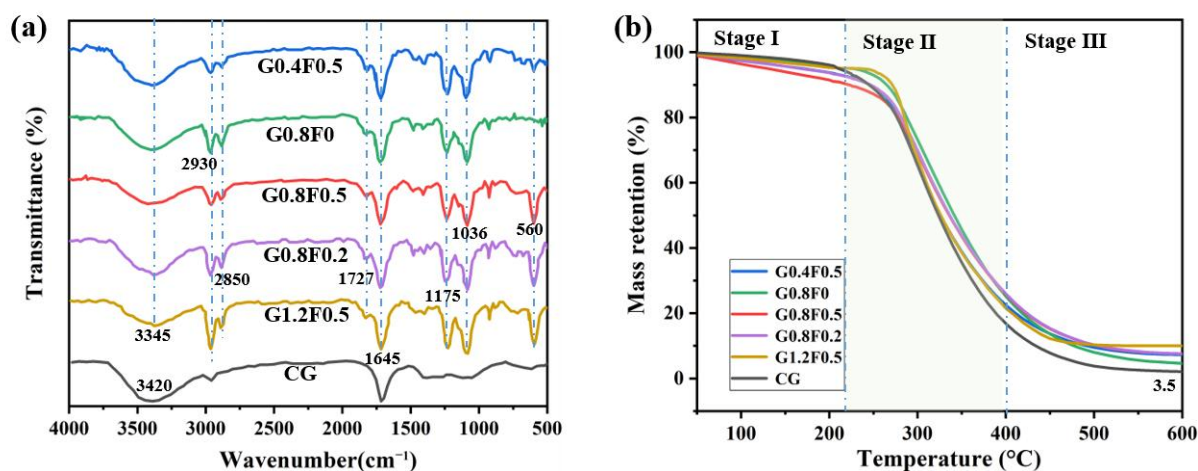 (a)
G0.4F0.5
G0.8F0
2930
G0.8F0.5
1036
560
G0.8F0.2
2850
1727
1175
G1.2F0.5
3345
1645
CG
3420
Transmittance (%)
4000 3500 3000 2500 2000 1500 1000 500
Wavenumber(cm⁻¹)
(b)
Stage I Stage II Stage III
100
80
60
40
20
0
Mass retention (%)
G0.4F0.5
G0.8F0
G0.8F0.5
G0.8F0.2
G1.2F0.5
CG
3.5
100 200 300 400 500 600
Temperature (°C)